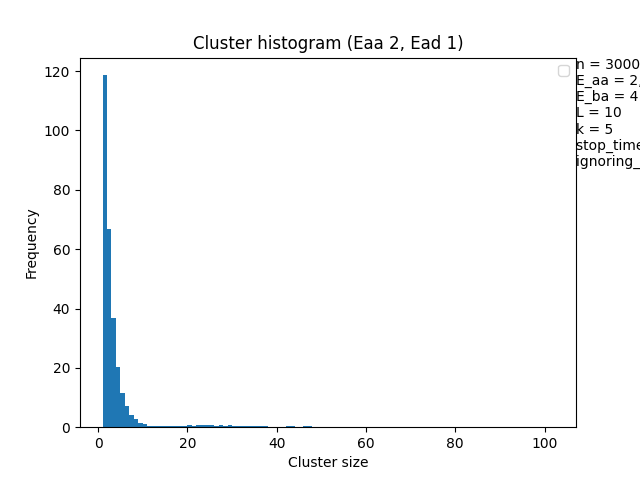 Cluster histogram (Eaa 2, Ead 1)
n = 3000
E_aa = 2,
E_ba = 4
L = 10
k = 5
stop_time
ignoring_
120
100
80
60
40
20
0
Frequency
0 20 40 60 80 100
Cluster size